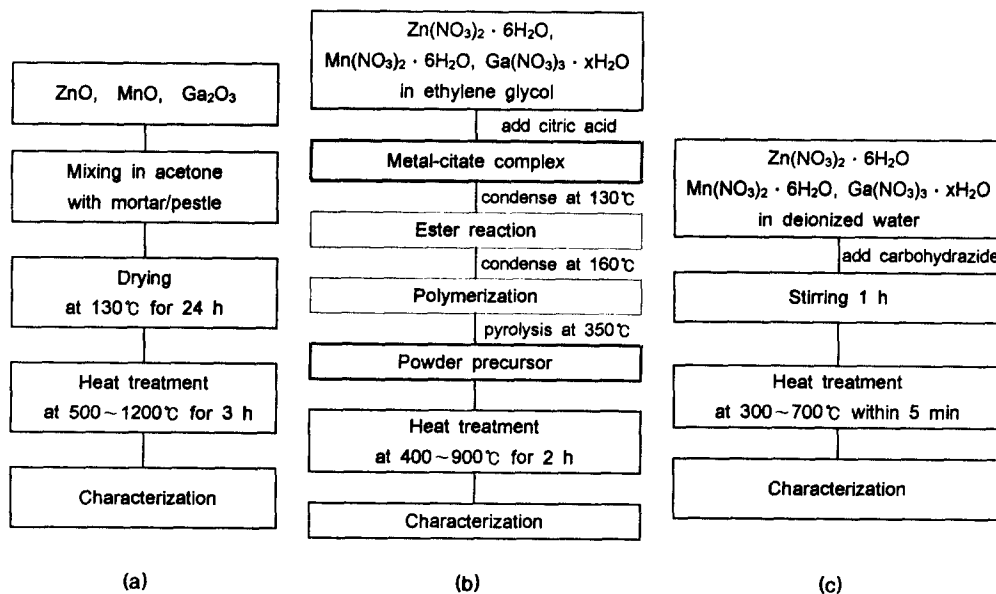 ZnO, MnO, Ga₂O₃
Mixing in acetone
with mortar/pestle
Drying
at 130℃ for 24 h
Heat treatment
at 500~1200℃ for 3 h
Characterization
(a)
Zn(NO₃)₂・6H₂O,
Mn(NO₃)₂・6H₂O, Ga(NO₃)₃・xH₂O
in ethylene glycol
add citric acid
Metal-citate complex
condense at 130℃
Ester reaction
condense at 160℃
Polymerization
pyrolysis at 350℃
Powder precursor
Heat treatment
at 400~900℃ for 2 h
Characterization
(b)
Zn(NO₃)₂・6H₂O
Mn(NO₃)₂・6H₂O, Ga(NO₃)₃・xH₂O
in deionized water
add carbohydrazide
Stirring 1 h
Heat treatment
at 300~700℃ within 5 min
Characterization
(c)